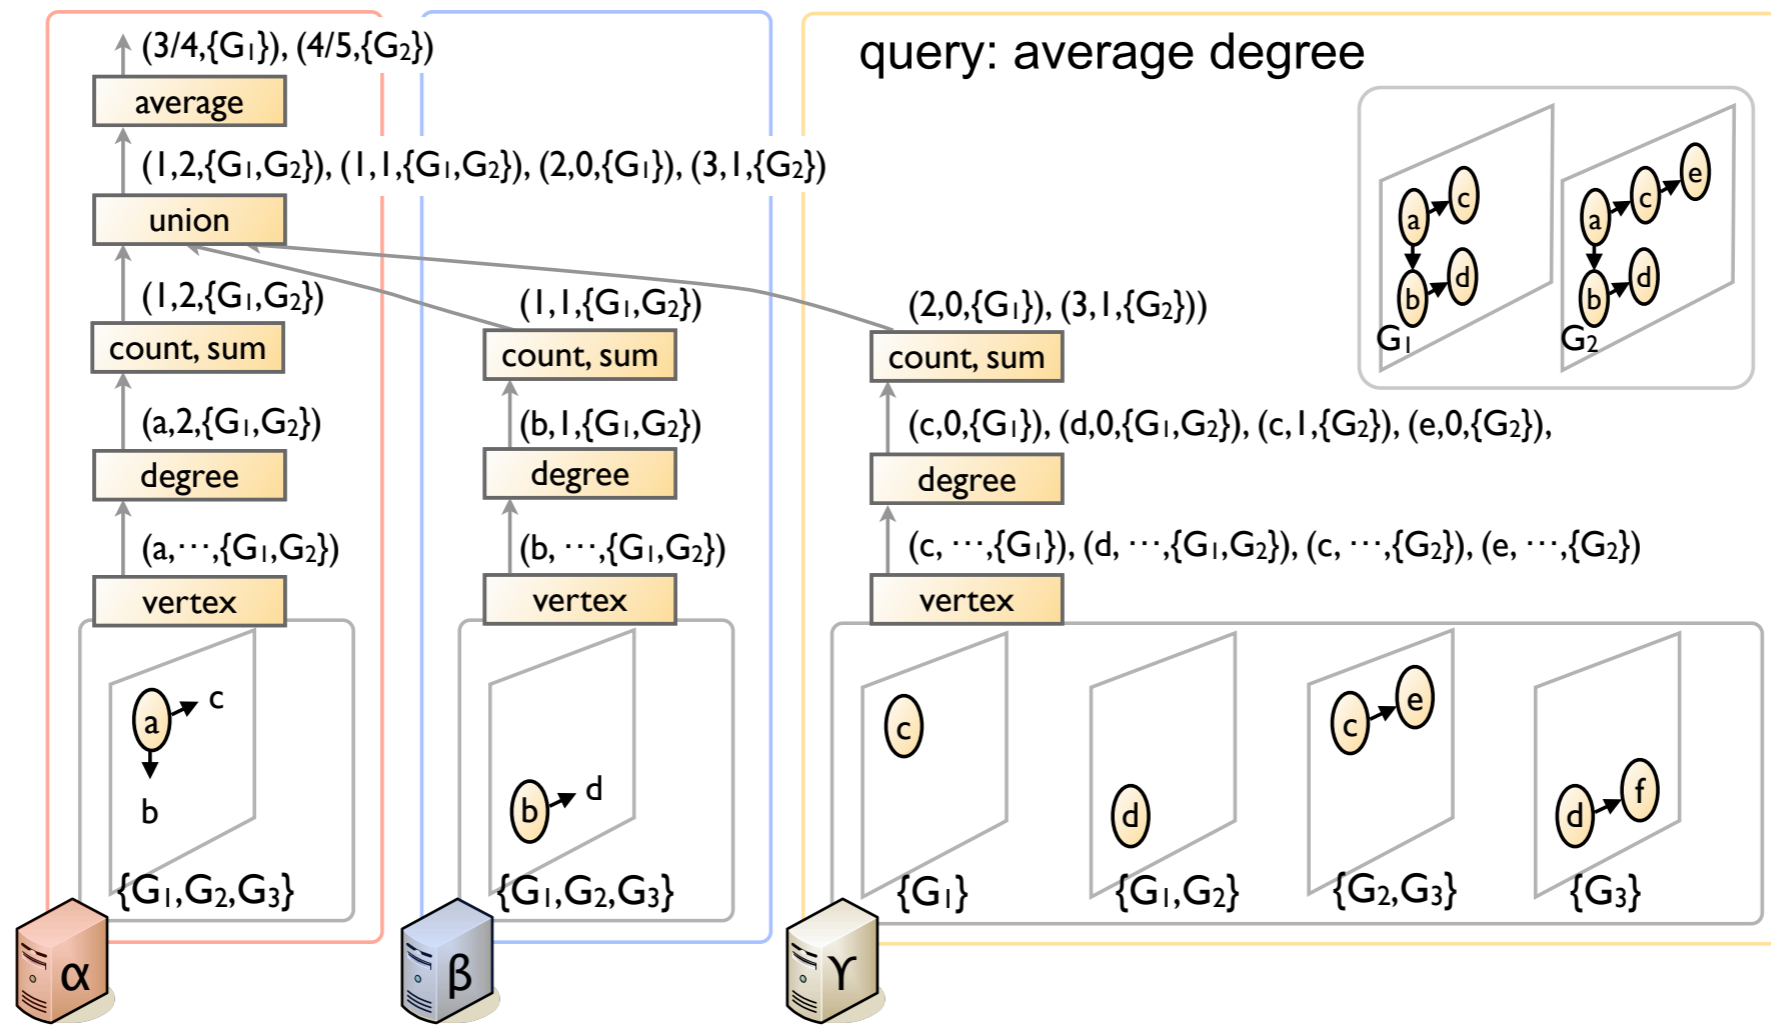 (3/4,{G₁}), (4/5,{G₂})
query: average degree
average
(1,2,{G₁,G₂}), (1,1,{G₁,G₂}), (2,0,{G₁}), (3,1,{G₂})
union
a
c
b
d
G₁
a
c
e
b
d
G₂
(1,2,{G₁,G₂})
(1,1,{G₁,G₂})
(2,0,{G₁}), (3,1,{G₂}))
count, sum
count, sum
count, sum
(a,2,{G₁,G₂})
(b,1,{G₁,G₂})
(c,0,{G₁}), (d,0,{G₁,G₂}), (c,1,{G₂}), (e,0,{G₂}),
degree
degree
degree
(a,⋯,{G₁,G₂})
(b, ⋯,{G₁,G₂})
(c, ⋯,{G₁}), (d, ⋯,{G₁,G₂}), (c, ⋯,{G₂}), (e, ⋯,{G₂})
vertex
vertex
vertex
a
c
b
{G₁,G₂,G₃}
b
d
{G₁,G₂,G₃}
c
{G₁}
d
{G₁,G₂}
c
e
{G₂,G₃}
d
f
{G₃}
α
β
ϒ